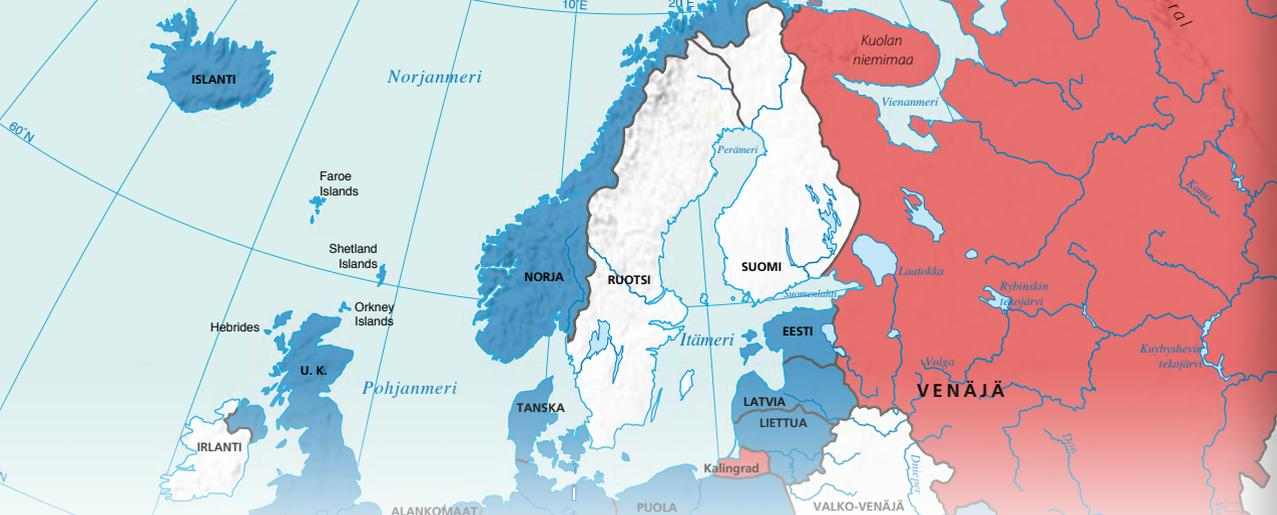 10°E
20°E
ral
ISLANTI
Norjanmeri
Kuolan
niemimaa
Vienanmeri
60°N
Perämeri
Faroe
Islands
Kama
Shetland
Islands
NORJA
RUOTSI
SUOMI
Laatokka
Suomenlahti
Rybinskin
tekojärvi
Orkney
Islands
Hebrides
Itämeri
EESTI
Kuybyshevin
tekojärvi
U. K.
Volga
Pohjanmeri
VENÄJÄ
TANSKA
LATVIA
LIETTUA
IRLANTI
Don
Kalingrad
Dnieper
N
ALANKOMAAT
PUOLA
VALKO-VENÄJÄ